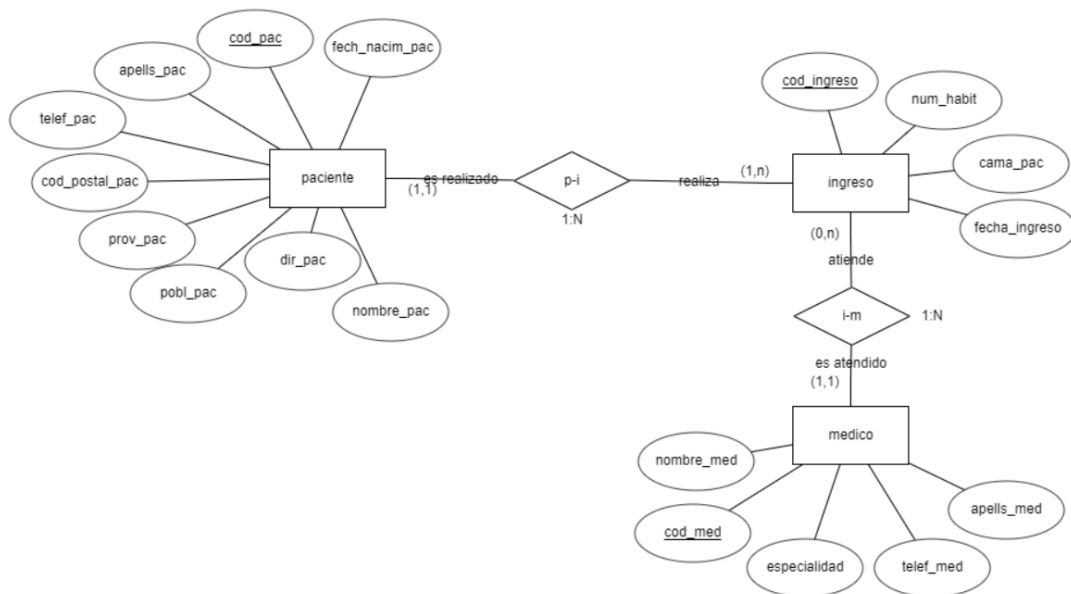 cod_pac
fech_nacim_pac
apells_pac
telef_pac
cod_postal_pac
prov_pac
pobl_pac
dir_pac
nombre_pac
paciente
es realizado
(1,1)
p-i
1:N
realiza
(1,n)
cod_ingreso
num_habit
cama_pac
fecha_ingreso
ingreso
(0,n)
atiende
i-m
1:N
es atendido
(1,1)
medico
nombre_med
cod_med
especialidad
telef_med
apells_med